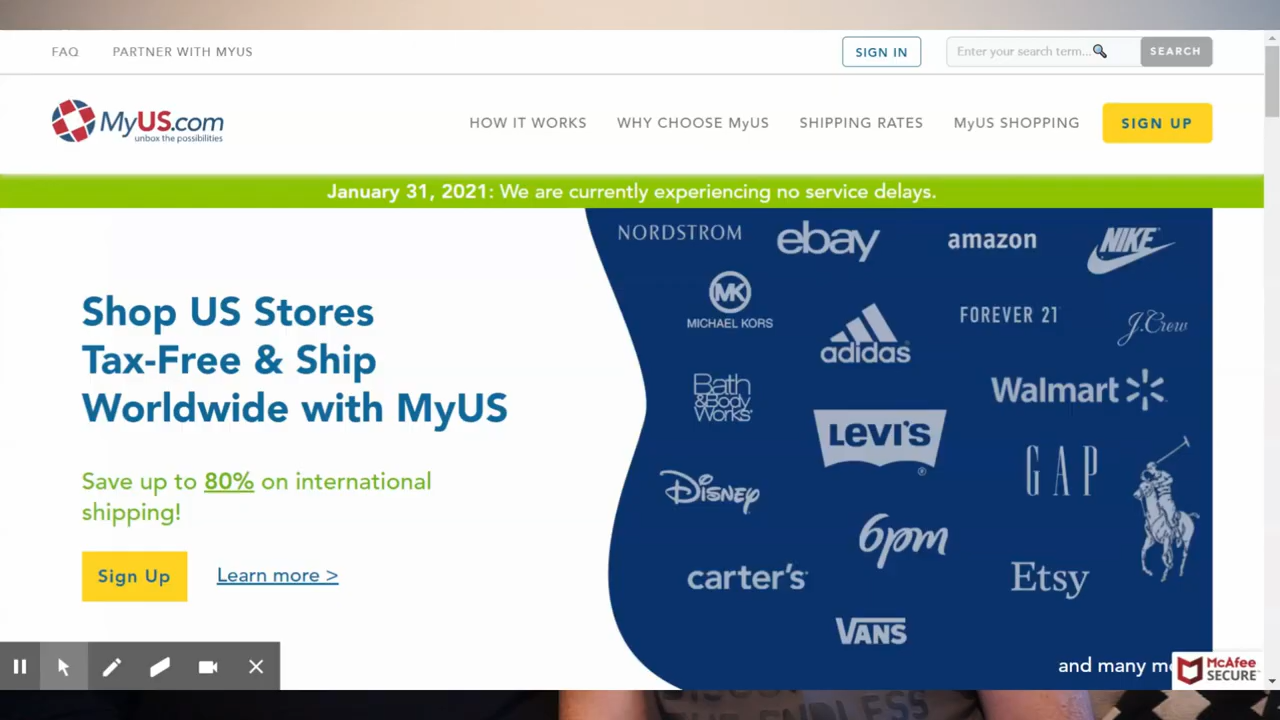 FAQ
PARTNER WITH MYUS
SIGN IN
Enter your search term...
SEARCH
MyUS.com
unbox the possibilities
HOW IT WORKS
WHY CHOOSE MyUS
SHIPPING RATES
MyUS SHOPPING
SIGN UP
January 31, 2021: We are currently experiencing no service delays.
Shop US Stores
Tax-Free & Ship
Worldwide with MyUS
Save up to 80% on international
shipping!
Sign Up
Learn more >
NORDSTROM
ebay
amazon
NIKE
MK
MICHAEL KORS
adidas
FOREVER 21
J.Crew
Bath
&Body
Works
Walmart
LEVI'S
GAP
Disney
6pm
carter's
Etsy
VANS
and many
McAfee
SECURE
THE ENDLESS